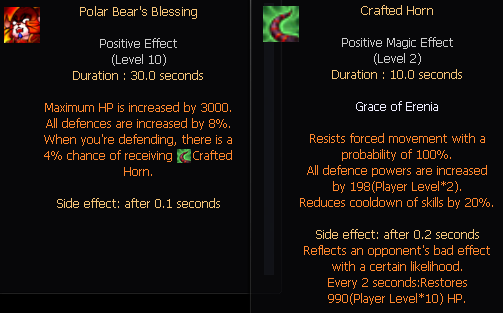 Polar Bear's Blessing
Positive Effect
(Level 10)
Duration : 30.0 seconds
Maximum HP is increased by 3000.
All defences are increased by 8%.
When you're defending, there is a
4% chance of receiving Crafted
Horn.
Side effect: after 0.1 seconds
Crafted Horn
Positive Magic Effect
(Level 2)
Duration : 10.0 seconds
Grace of Erenia
Resists forced movement with a
probability of 100%.
All defence powers are increased
by 198(Player Level*2).
Reduces cooldown of skills by 20%.
Side effect: after 0.2 seconds
Reflects an opponent's bad effect
with a certain likelihood.
Every 2 seconds:Restores
990(Player Level*10) HP.